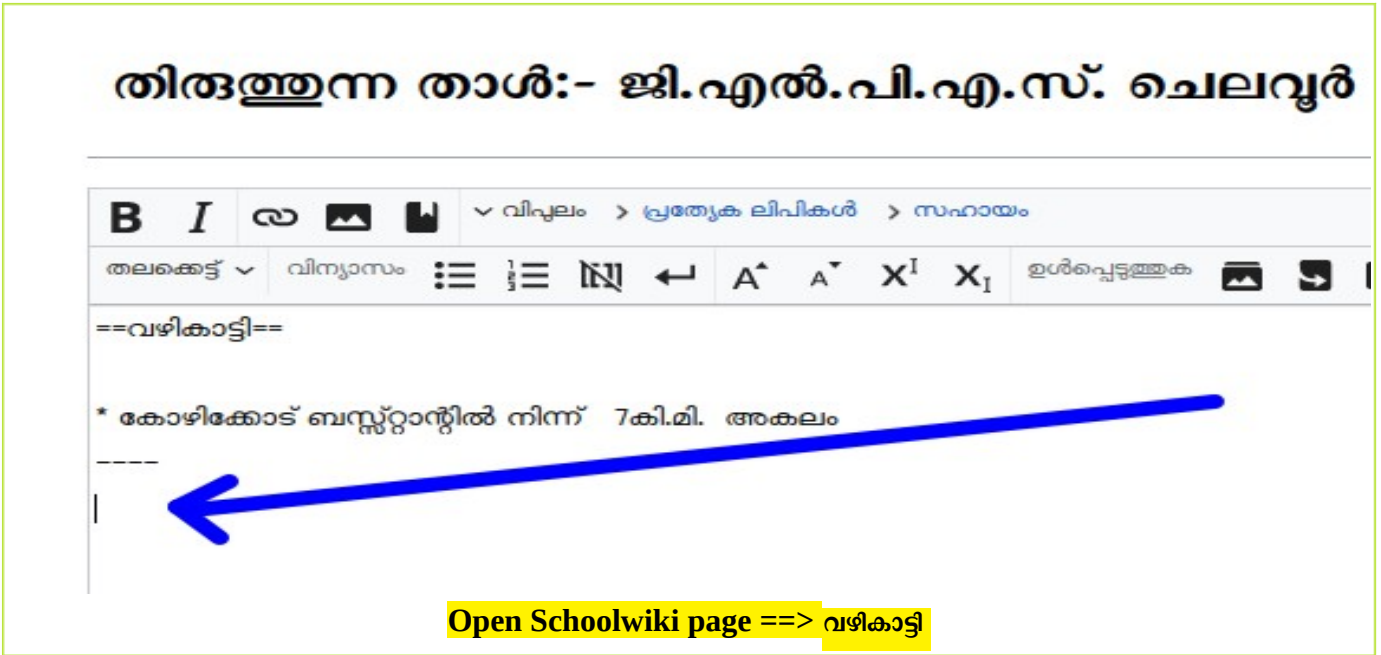 തിരുത്തുന്ന താൾ:- ജി.എൽ.പി.എ.സ്. ചെലവൂർ
B I വിപുലം പ്രത്യേക ലിപികൾ സഹായം
തലക്കെട്ട് വിന്യാസം ഉൾപ്പെടുത്തുക
==വഴികാട്ടി==
* കോഴിക്കോട് ബസ്സ്റ്റാന്റിൽ നിന്ന് 7കി.മി. അകലം
----
Open Schoolwiki page ==> വഴികാട്ടി